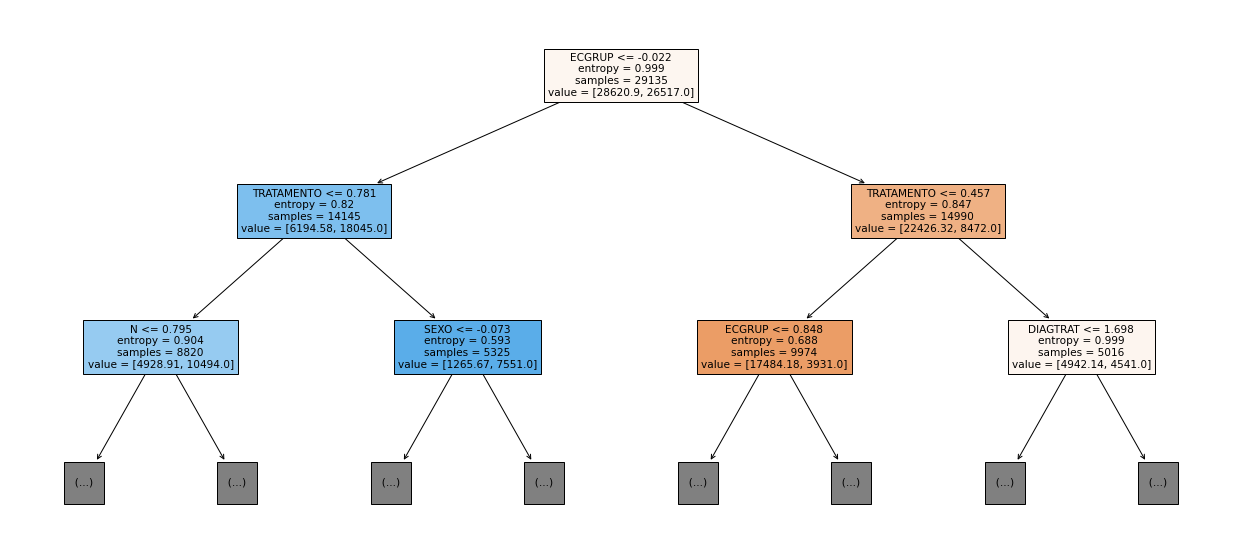 ECGRUP <= -0.022
entropy = 0.999
samples = 29135
value = [28620.9, 26517.0]
TRATAMENTO <= 0.781
entropy = 0.82
samples = 14145
value = [6194.58, 18045.0]
TRATAMENTO <= 0.457
entropy = 0.847
samples = 14990
value = [22426.32, 8472.0]
N <= 0.795
entropy = 0.904
samples = 8820
value = [4928.91, 10494.0]
SEXO <= -0.073
entropy = 0.593
samples = 5325
value = [1265.67, 7551.0]
ECGRUP <= 0.848
entropy = 0.688
samples = 9974
value = [17484.18, 3931.0]
DIAGTRAT <= 1.698
entropy = 0.999
samples = 5016
value = [4942.14, 4541.0]
(...)
(...)
(...)
(...)
(...)
(...)
(...)
(...)